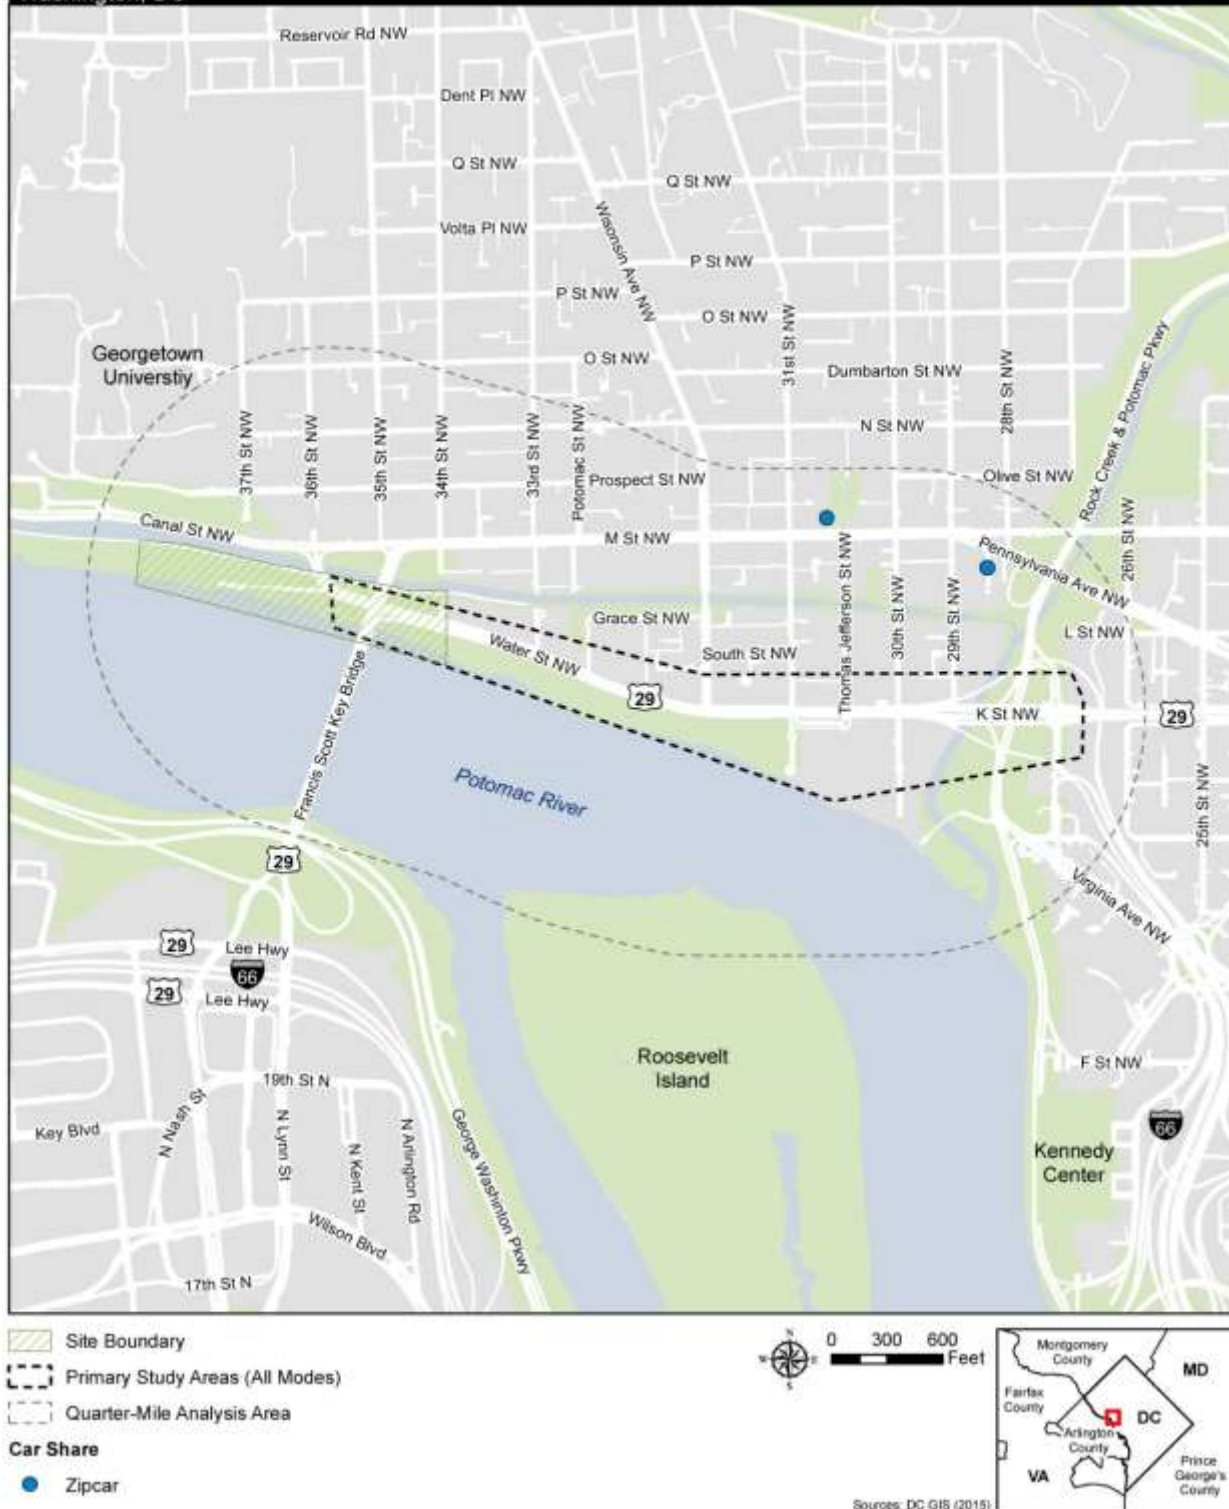 Washington, DC
Reservoir Rd NW
Dent Pl NW
Q St NW
Q St NW
Volta Pl NW
Wisonsin Ave NW
P St NW
P St NW
O St NW
31st St NW
O St NW
Georgetown
Universtiy
Dumbarton St NW
28th St NW
Rock Creek & Potomac Pkwy
N St NW
37th St NW
36th St NW
35th St NW
34th St NW
33rd St NW
Potomac St NW
Prospect St NW
Olive St NW
Canal St NW
M St NW
Thomas Jefferson St NW
Pennsylvania Ave NW
26th St NW
30th St NW
29th St NW
Grace St NW
L St NW
Water St NW
South St NW
29
K St NW
29
Francis Scott Key Bridge
Potomac River
25th St NW
29
Virginia Ave NW
29
Lee Hwy
66
29
Lee Hwy
Roosevelt
Island
F St NW
19th St N
Key Blvd
N Nash St
N Lynn St
N Kent St
N Arlington Rd
George Washinton Pkwy
66
Kennedy
Center
Wilson Blvd
17th St N
Site Boundary
Primary Study Areas (All Modes)
Quarter-Mile Analysis Area
Car Share
Zipcar
N
W
E
S
0 300 600
Feet
Montgomery
County
MD
Fairfax
County
DC
Arlington
County
VA
Prince
George's
County
Sources: DC GIS (2015)